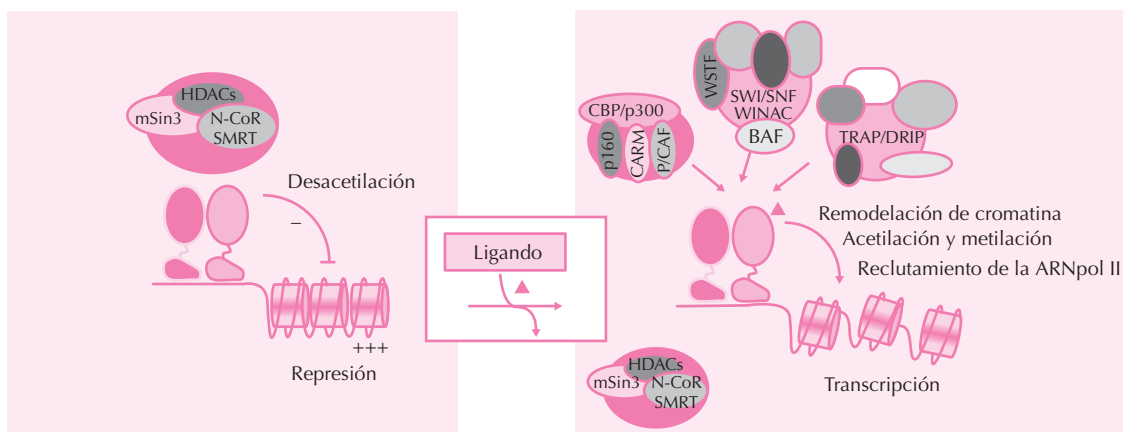 HDACs
mSin3
N-CoR
SMRT
Desacetilación
–
+++
Represión
Ligando
CBP/p300
p160
CARM
P/CAF
WSTF
SWI/SNF
WINAC
BAF
TRAP/DRIP
Remodelación de cromatina
Acetilación y metilación
Reclutamiento de la ARNpol II
Transcripción
HDACs
mSin3
N-CoR
SMRT